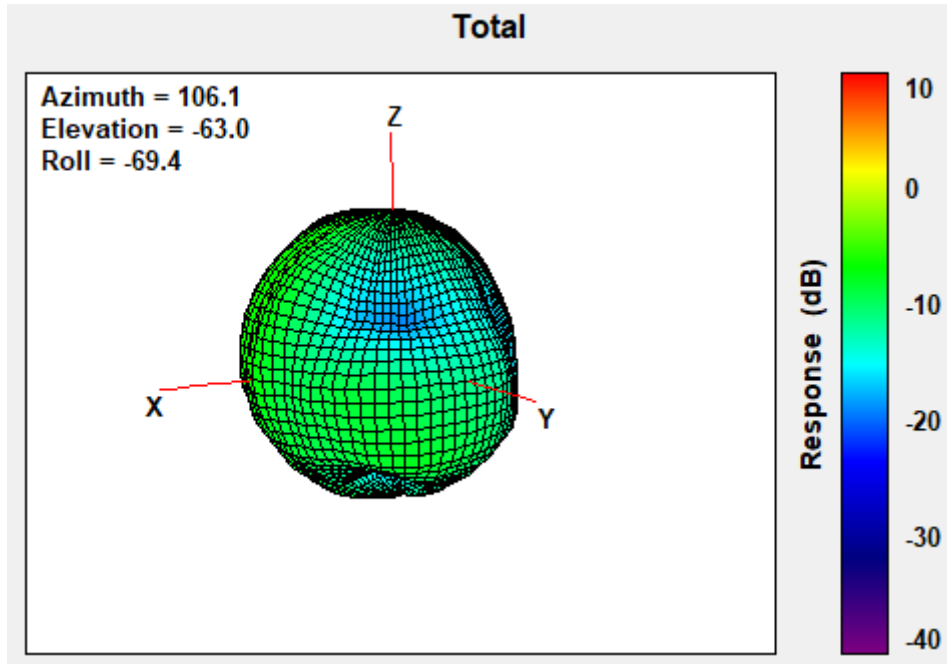 Total
Azimuth = 106.1
Elevation = -63.0
Roll = -69.4
Z
X
Y
10
0
-10
-20
-30
-40
Response (dB)